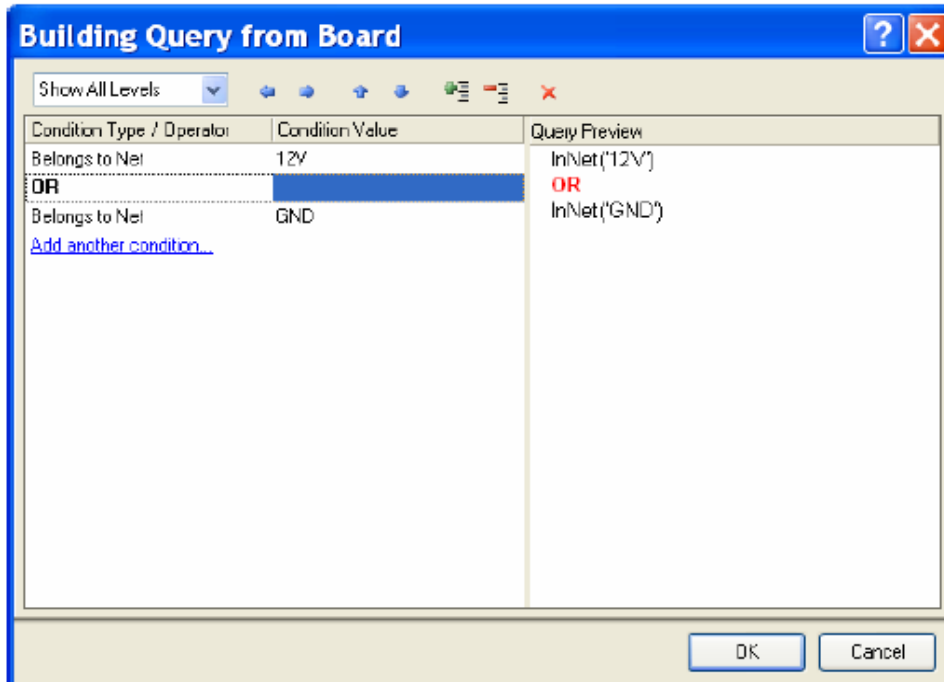 Building Query from Board
Show All Levels
Condition Type / Operator Condition Value
Belongs to Net 12V
OR
Belongs to Net GND
Add another condition...
Query Preview
InNet('12V')
OR
InNet('GND')
OK Cancel